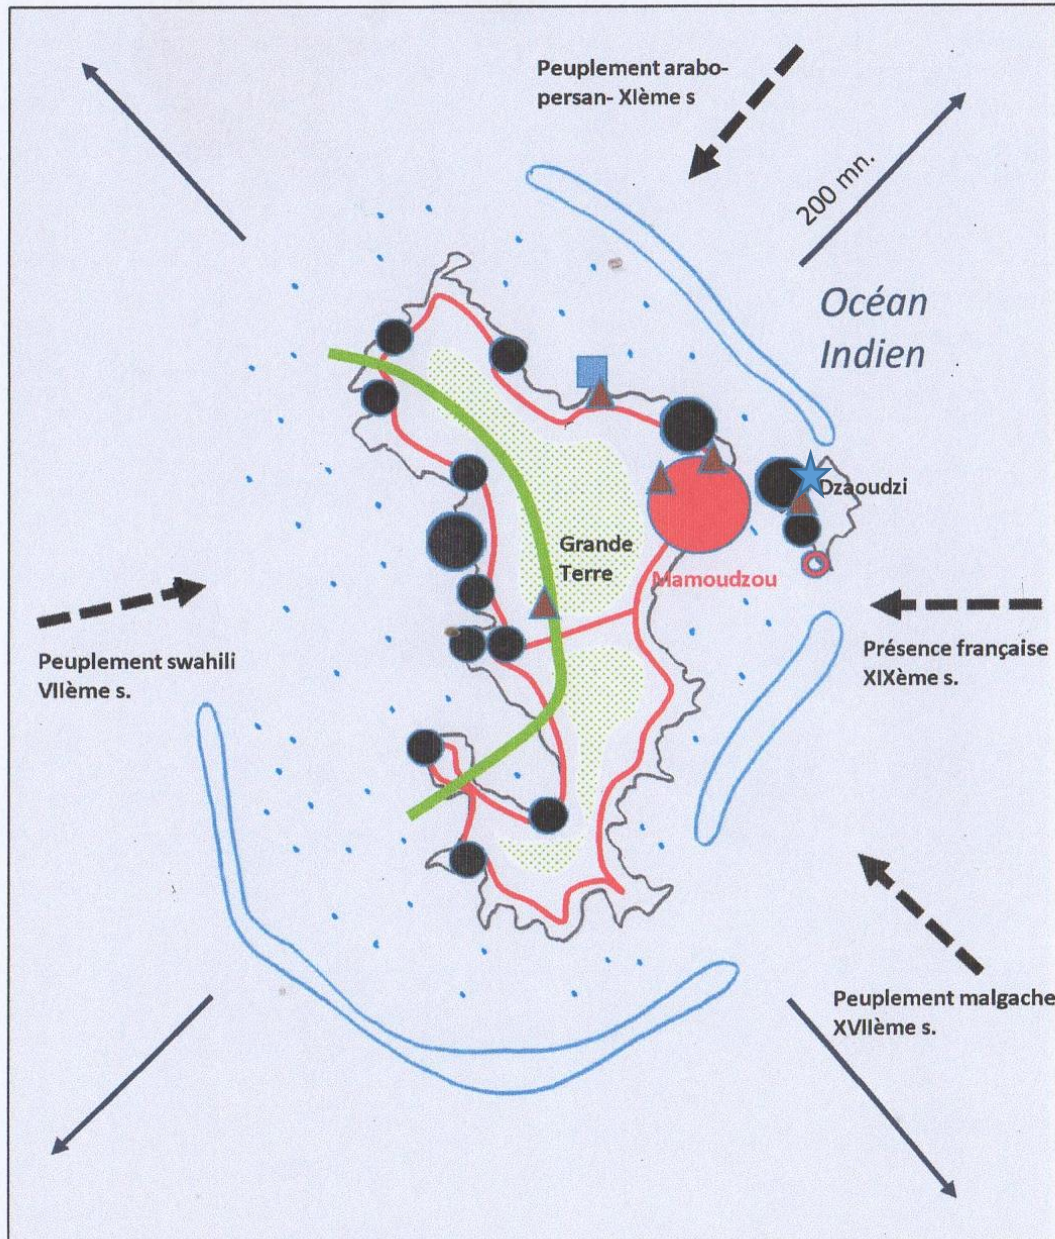 Peuplement arabo-
persan- XIème s
200 mn.
Océan
Indien
Dzaoudzi
Grande
Terre
Mamoudzou
Peuplement swahili
VIIème s.
Présence française
XIXème s.
Peuplement malgache
XVIIème s.